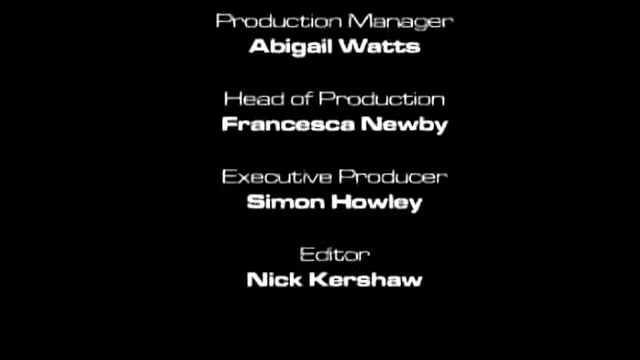 Production Manager
Abigail Watts
Head of Production
Francesca Newby
Executive Producer
Simon Howley
Editor
Nick Kershaw